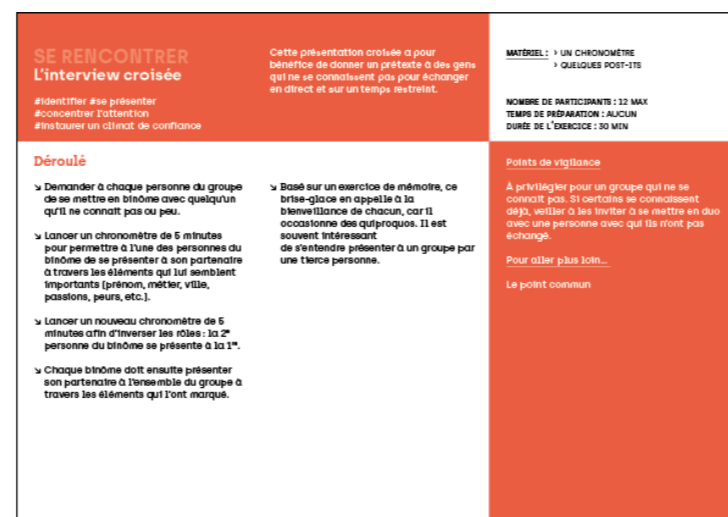 SE RENCONTRER
L'interview croisée
#identifier #se présenter
#concentrer l'attention
#instaurer un climat de confiance
Cette présentation croisée a pour
bénéfice de donner un prétexte à des gens
qui ne se connaissent pas pour échanger
en direct et sur un temps restreint.
MATÉRIEL : > UN CHRONOMÈTRE
> QUELQUES POST-ITS
NOMBRE DE PARTICIPANTS : 12 MAX
TEMPS DE PRÉPARATION : AUCUN
DURÉE DE L'EXERCICE : 30 MIN
Déroulé
↘ Demander à chaque personne du groupe
de se mettre en binôme avec quelqu'un
qu'il ne connait pas ou peu.
↘ Lancer un chronomètre de 5 minutes
pour permettre à l'une des personnes du
binôme de se présenter à son partenaire
à travers les éléments qui lui semblent
importants (prénom, métier, ville,
passions, peurs, etc.).
↘ Lancer un nouveau chronomètre de 5
minutes afin d'inverser les rôles : la 2e
personne du binôme se présente à la 1re.
↘ Chaque binôme doit ensuite présenter
son partenaire à l'ensemble du groupe à
travers les éléments qui l'ont marqué.
↘ Basé sur un exercice de mémoire, ce
brise-glace en appelle à la
bienveillance de chacun, car il
occasionne des quiproquos. Il est
souvent intéressant
de s'entendre présenter à un groupe par
une tierce personne.
Points de vigilance
À privilégier pour un groupe qui ne se
connait pas. Si certains se connaissent
déjà, veiller à les inviter à se mettre en duo
avec une personne avec qui ils n'ont pas
échangé.
Pour aller plus loin...
Le point commun